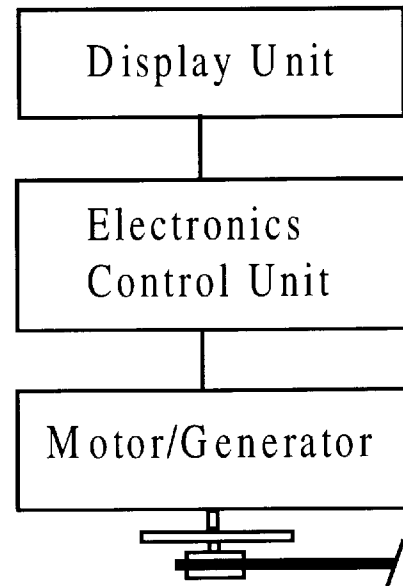 Display Unit
Electronics
Control Unit
Motor/Generator